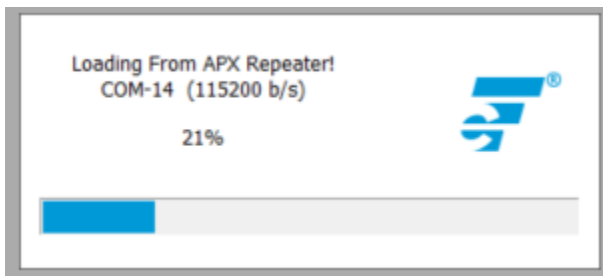 Loading From APX Repeater!
COM-14 (115200 b/s)
21%
®